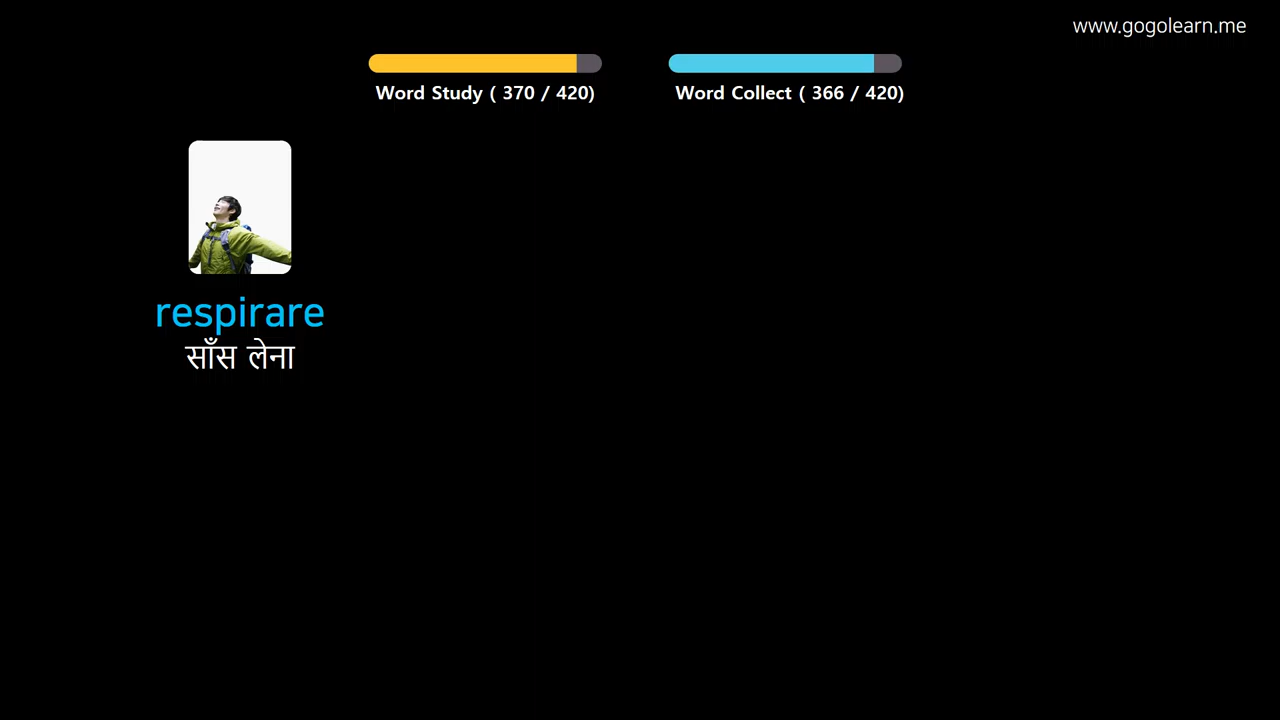 www.gogolearn.me
Word Study ( 370 / 420)
Word Collect ( 366 / 420)
respirare
साँस लेना